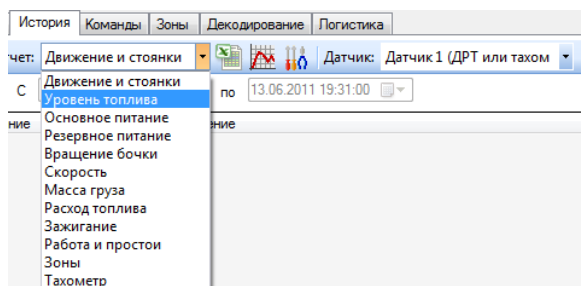 История Команды Зоны Декодирование Логистика
чет: Движение и стоянки Датчик: Датчик 1 (ДРТ или тахом
С по 13.06.2011 19:31:00
ние ение
Движение и стоянки
Уровень топлива
Основное питание
Резервное питание
Вращение бочки
Скорость
Масса груза
Расход топлива
Зажигание
Работа и простои
Зоны
Тахометр